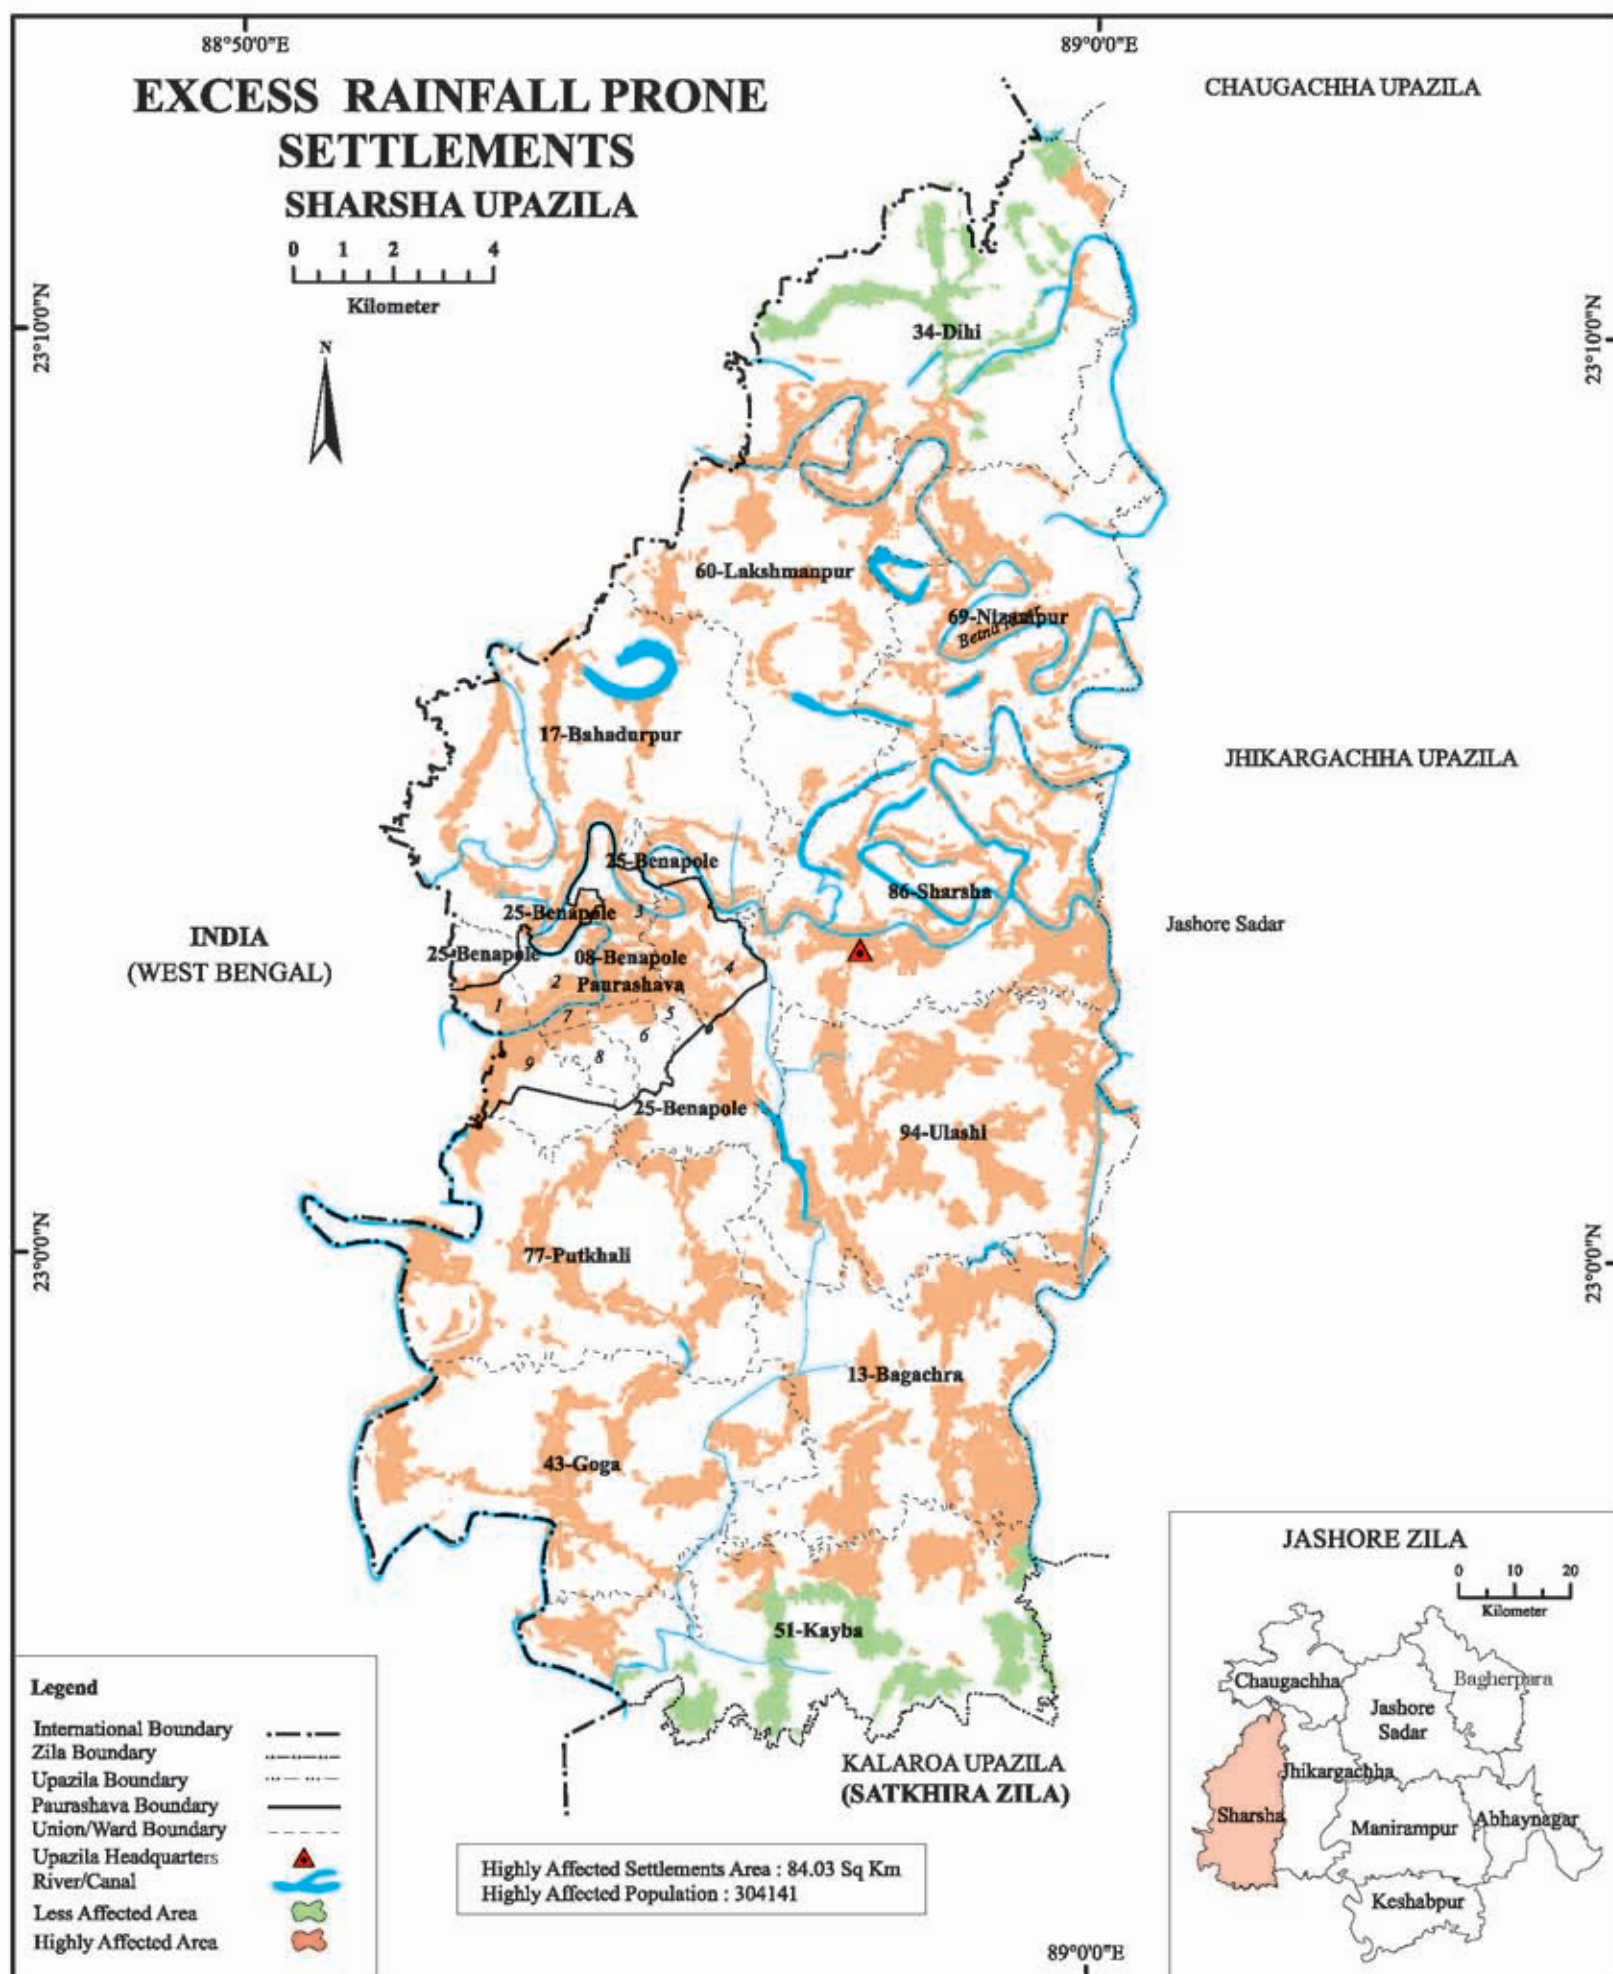 88°50'0"E
89°0'0"E
EXCESS RAINFALL PRONE
SETTLEMENTS
SHARSHA UPAZILA
0 1 2 4
Kilometer
N
CHAUGACHHA UPAZILA
23°10'0"N
23°10'0"N
34-Dihi
60-Lakshmanpur
69-Nizampur
Betna River
17-Bahadurpur
JHIKARGACHHA UPAZILA
25-Benapole
86-Sharsha
25-Benapole
3
Jashore Sadar
INDIA
(WEST BENGAL)
25-Benapole
08-Benapole
Paurashava
4
2
1
7
5
6
8
9
25-Benapole
94-Ulashi
23°0'0"N
23°0'0"N
77-Putkhali
13-Bagachra
43-Goga
51-Kayba
KALAROA UPAZILA
(SATKHIRA ZILA)
Legend
International Boundary
Zila Boundary
Upazila Boundary
Paurashava Boundary
Union/Ward Boundary
Upazila Headquarters
River/Canal
Less Affected Area
Highly Affected Area
Highly Affected Settlements Area : 84.03 Sq Km
Highly Affected Population : 304141
89°0'0"E
JASHORE ZILA
0 10 20
Kilometer
Chaugachha
Bagherpara
Jashore
Sadar
Jhikargachha
Sharsha
Manirampur
Abhaynagar
Keshabpur